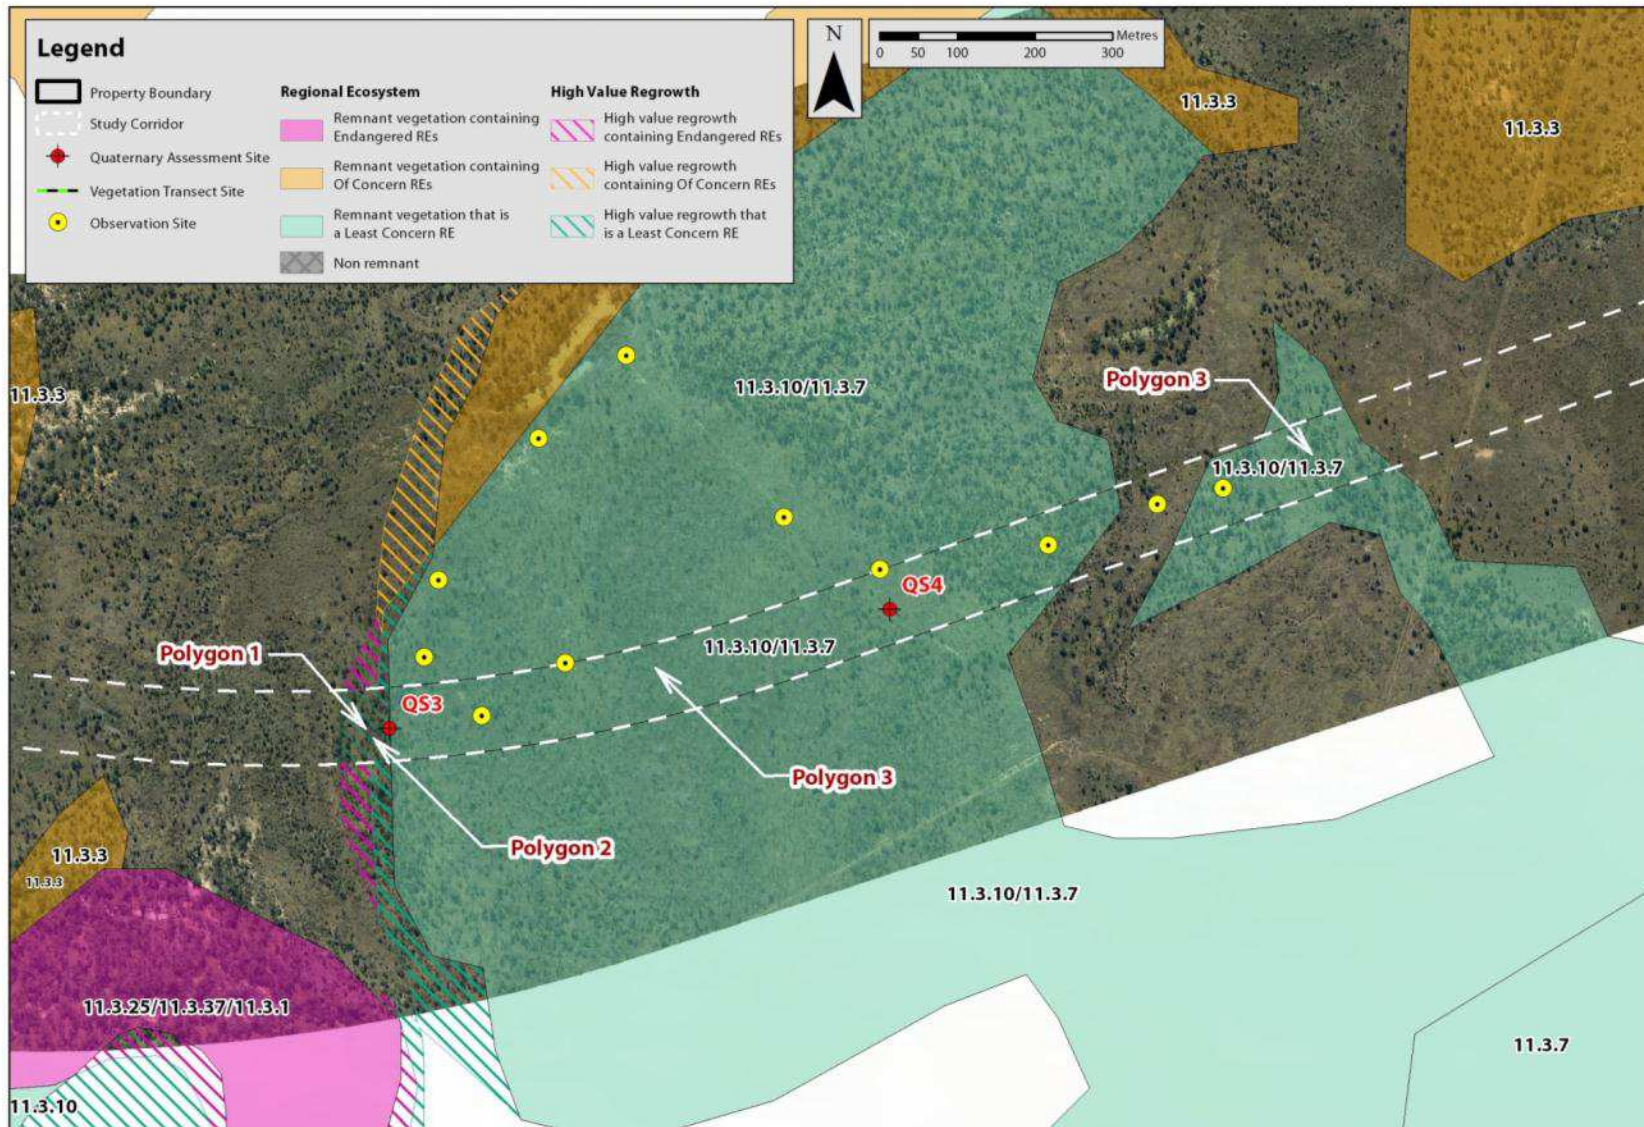 Legend
Property Boundary
Study Corridor
Quaternary Assessment Site
Vegetation Transect Site
Observation Site
Regional Ecosystem
Remnant vegetation containing
Endangered REs
Remnant vegetation containing
Of Concern REs
Remnant vegetation that is
a Least Concern RE
Non remnant
High Value Regrowth
High value regrowth
containing Endangered REs
High value regrowth
containing Of Concern REs
High value regrowth that
is a Least Concern RE
N
Metres
0 50 100 200 300
11.3.3
11.3.3
11.3.3
11.3.10/11.3.7
Polygon 3
11.3.10/11.3.7
QS4
11.3.10/11.3.7
Polygon 1
QS3
Polygon 3
Polygon 2
11.3.3
11.3.3
11.3.10/11.3.7
11.3.25/11.3.37/11.3.1
11.3.7
11.3.10